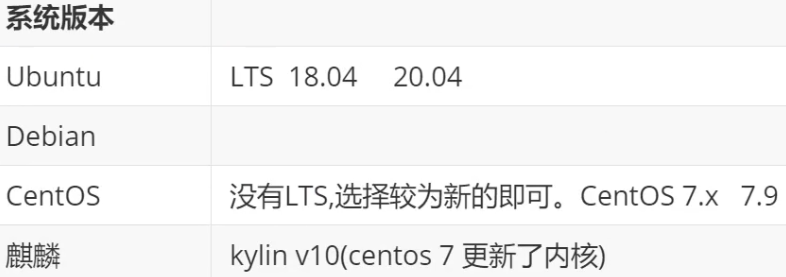 系统版本
Ubuntu LTS 18.04 20.04
Debian
CentOS 没有LTS,选择较为新的即可。CentOS 7.x 7.9
麒麟 kylin v10(centos 7 更新了内核)